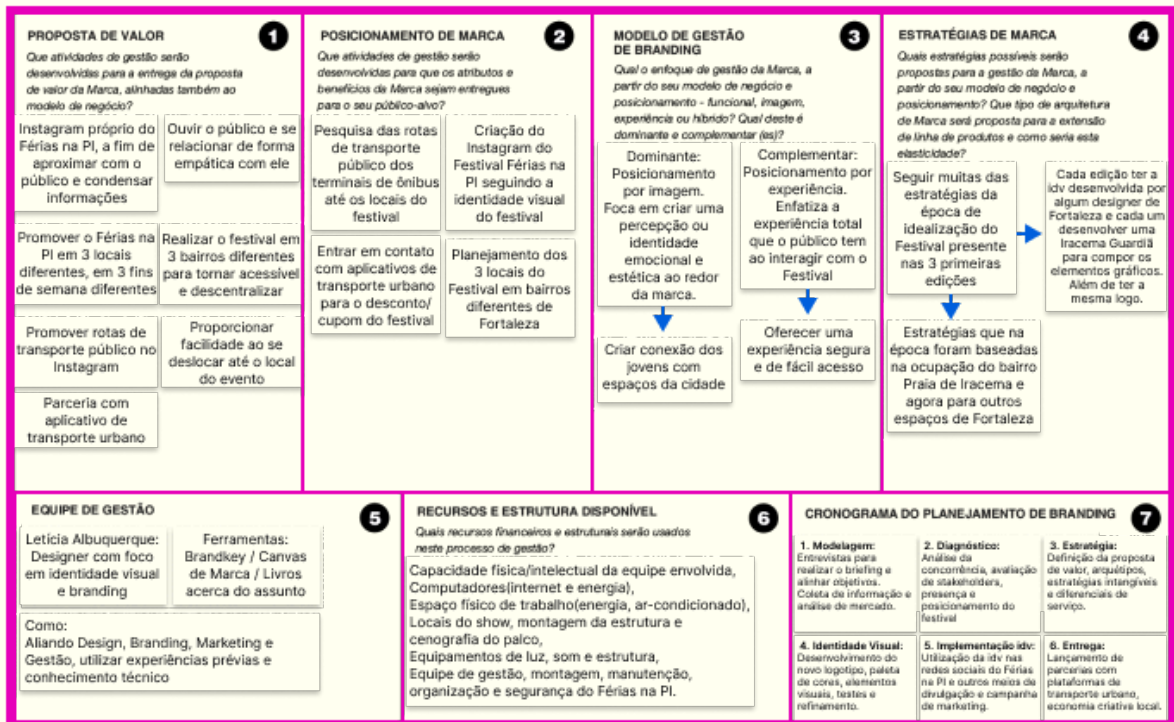 PROPOSTA DE VALOR
1
Que atividades de gestão serão
desenvolvidas para a entrega da proposta
de valor da Marca, alinhadas também ao
modelo de negócio?
Instagram próprio do
Férias na PI, a fim de
aproximar com o
público e condensar
informações
Ouvir o público e se
relacionar de forma
empática com ele
Promover o Férias na
PI em 3 locais
diferentes, em 3 fins
de semana diferentes
Realizar o festival em
3 bairros diferentes
para tornar acessível
e descentralizar
Promover rotas de
transporte público no
Instagram
Proporcionar
facilidade ao se
deslocar até o local
do evento
Parceria com
aplicativo de
transporte urbano
POSICIONAMENTO DE MARCA
2
Que atividades de gestão serão
desenvolvidas para que os atributos e
benefícios da Marca sejam entregues
para o seu público-alvo?
Pesquisa das rotas
de transporte
público dos
terminais de ônibus
até os locais do
festival
Criação do
Instagram do
Festival Férias na
PI seguindo a
identidade visual
do festival
Entrar em contato
com aplicativos de
transporte urbano
para o desconto/
cupom do festival
Planejamento dos
3 locais do
Festival em bairros
diferentes de
Fortaleza
MODELO DE GESTÃO
DE BRANDING
3
Qual o enfoque de gestão da Marca, a
partir do seu modelo de negócio e
posicionamento - funcional, imagem,
experiência ou híbrido? Qual deste é
dominante e complementar (es)?
Dominante:
Posicionamento
por imagem.
Foca em criar uma
percepção ou
identidade
emocional e
estética ao redor
da marca.
Complementar:
Posicionamento por
experiência.
Enfatiza a
experiência total
que o público tem
ao interagir com o
Festival
Criar conexão dos
jovens com
espaços da cidade
Oferecer uma
experiência segura
e de fácil acesso
ESTRATÉGIAS DE MARCA
4
Quais estratégias possíveis serão
propostas para a gestão da Marca, a
partir do seu modelo de negócio e
posicionamento? Que tipo de arquitetura
de Marca será proposta para a extensão
de linha de produtos e como seria esta
elasticidade?
Seguir muitas das
estratégias da
época de
idealização do
Festival presente
nas 3 primeiras
edições
Cada edição ter a
idv desenvolvida por
algum designer de
Fortaleza e cada um
desenvolver uma
Iracema Guardiã
para compor os
elementos gráficos.
Além de ter a
mesma logo.
Estratégias que na
época foram baseadas
na ocupação do bairro
Praia de Iracema e
agora para outros
espaços de Fortaleza
EQUIPE DE GESTÃO
5
Letícia Albuquerque:
Designer com foco
em identidade visual
e branding
Ferramentas:
Brandkey / Canvas
de Marca / Livros
acerca do assunto
Como:
Aliando Design, Branding, Marketing e
Gestão, utilizar experiências prévias e
conhecimento técnico
RECURSOS E ESTRUTURA DISPONÍVEL
6
Quais recursos financeiros e estruturais serão usados
neste processo de gestão?
Capacidade física/intelectual da equipe envolvida,
Computadores(internet e energia),
Espaço físico de trabalho(energia, ar-condicionado),
Locais do show, montagem da estrutura e
cenografia do palco,
Equipamentos de luz, som e estrutura,
Equipe de gestão, montagem, manutenção,
organização e segurança do Férias na PI.
CRONOGRAMA DO PLANEJAMENTO DE BRANDING
7
1. Modelagem:
Entrevistas para
realizar o briefing e
alinhar objetivos.
Coleta de informação e
análise de mercado.
2. Diagnóstico:
Análise da
concorrência, avaliação
de stakeholders,
presença e
posicionamento do
festival
3. Estratégia:
Definição da proposta
de valor, arquétipos,
estratégias intangíveis
e diferenciais de
serviço.
4. Identidade Visual:
Desenvolvimento do
novo logotipo, paleta
de cores, elementos
visuais, testes e
refinamento.
5. Implementação idv:
Utilização da idv nas
redes sociais do Férias
na PI e outros meios de
divulgação e campanha
de marketing.
6. Entrega:
Lançamento de
parcerias com
plataformas de
transporte urbano,
economia criativa local.